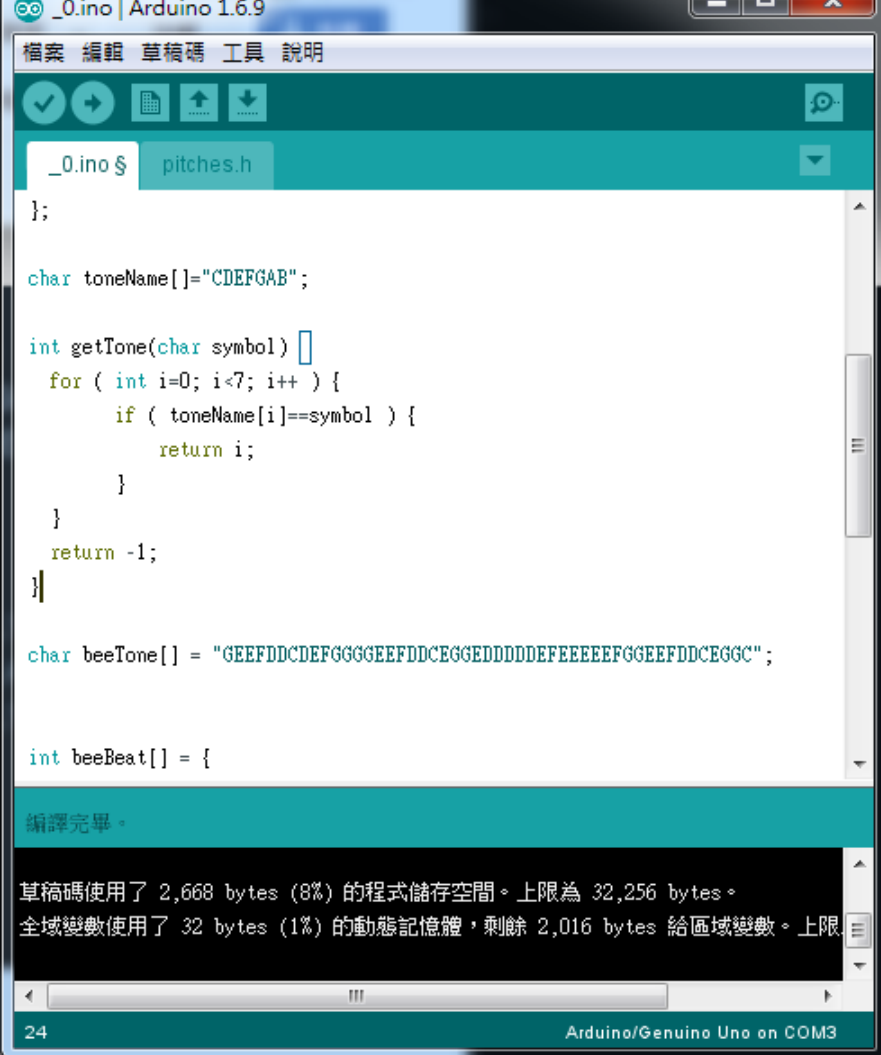 _0.ino | Arduino 1.6.9
檔案 編輯 草稿碼 工具 說明
_0.ino § pitches.h
};
char toneName[]="CDEFGAB";
int getTone(char symbol)
for ( int i=0; i<7; i++ ) {
if ( toneName[i]==symbol ) {
return i;
}
}
return -1;
}
char beeTone[] = "GEEFDDCDEFGGGGEEFDDCEGGEDDDDDEFEEEEEFGGEEFDDCEGGC";
int beeBeat[] = {
編譯完畢。
草稿碼使用了 2,668 bytes (8%) 的程式儲存空間。上限為 32,256 bytes。
全域變數使用了 32 bytes (1%) 的動態記憶體，剩餘 2,016 bytes 給區域變數。上限
24 Arduino/Genuino Uno on COM3